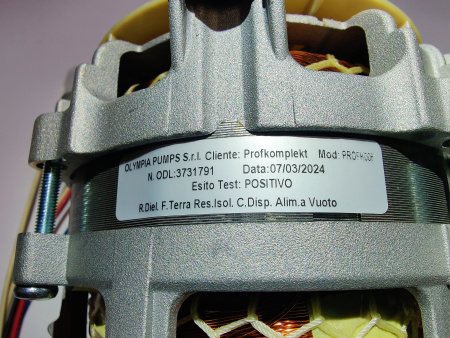 OLYMPIA PUMPS S.r.l. Cliente: Profkomplekt Mod:
N. ODL:3731791 Data:07/03/2024
Esito Test: POSITIVO
R.Diel. F.Terra Res.Isol. C.Disp. Alim.a Vuoto